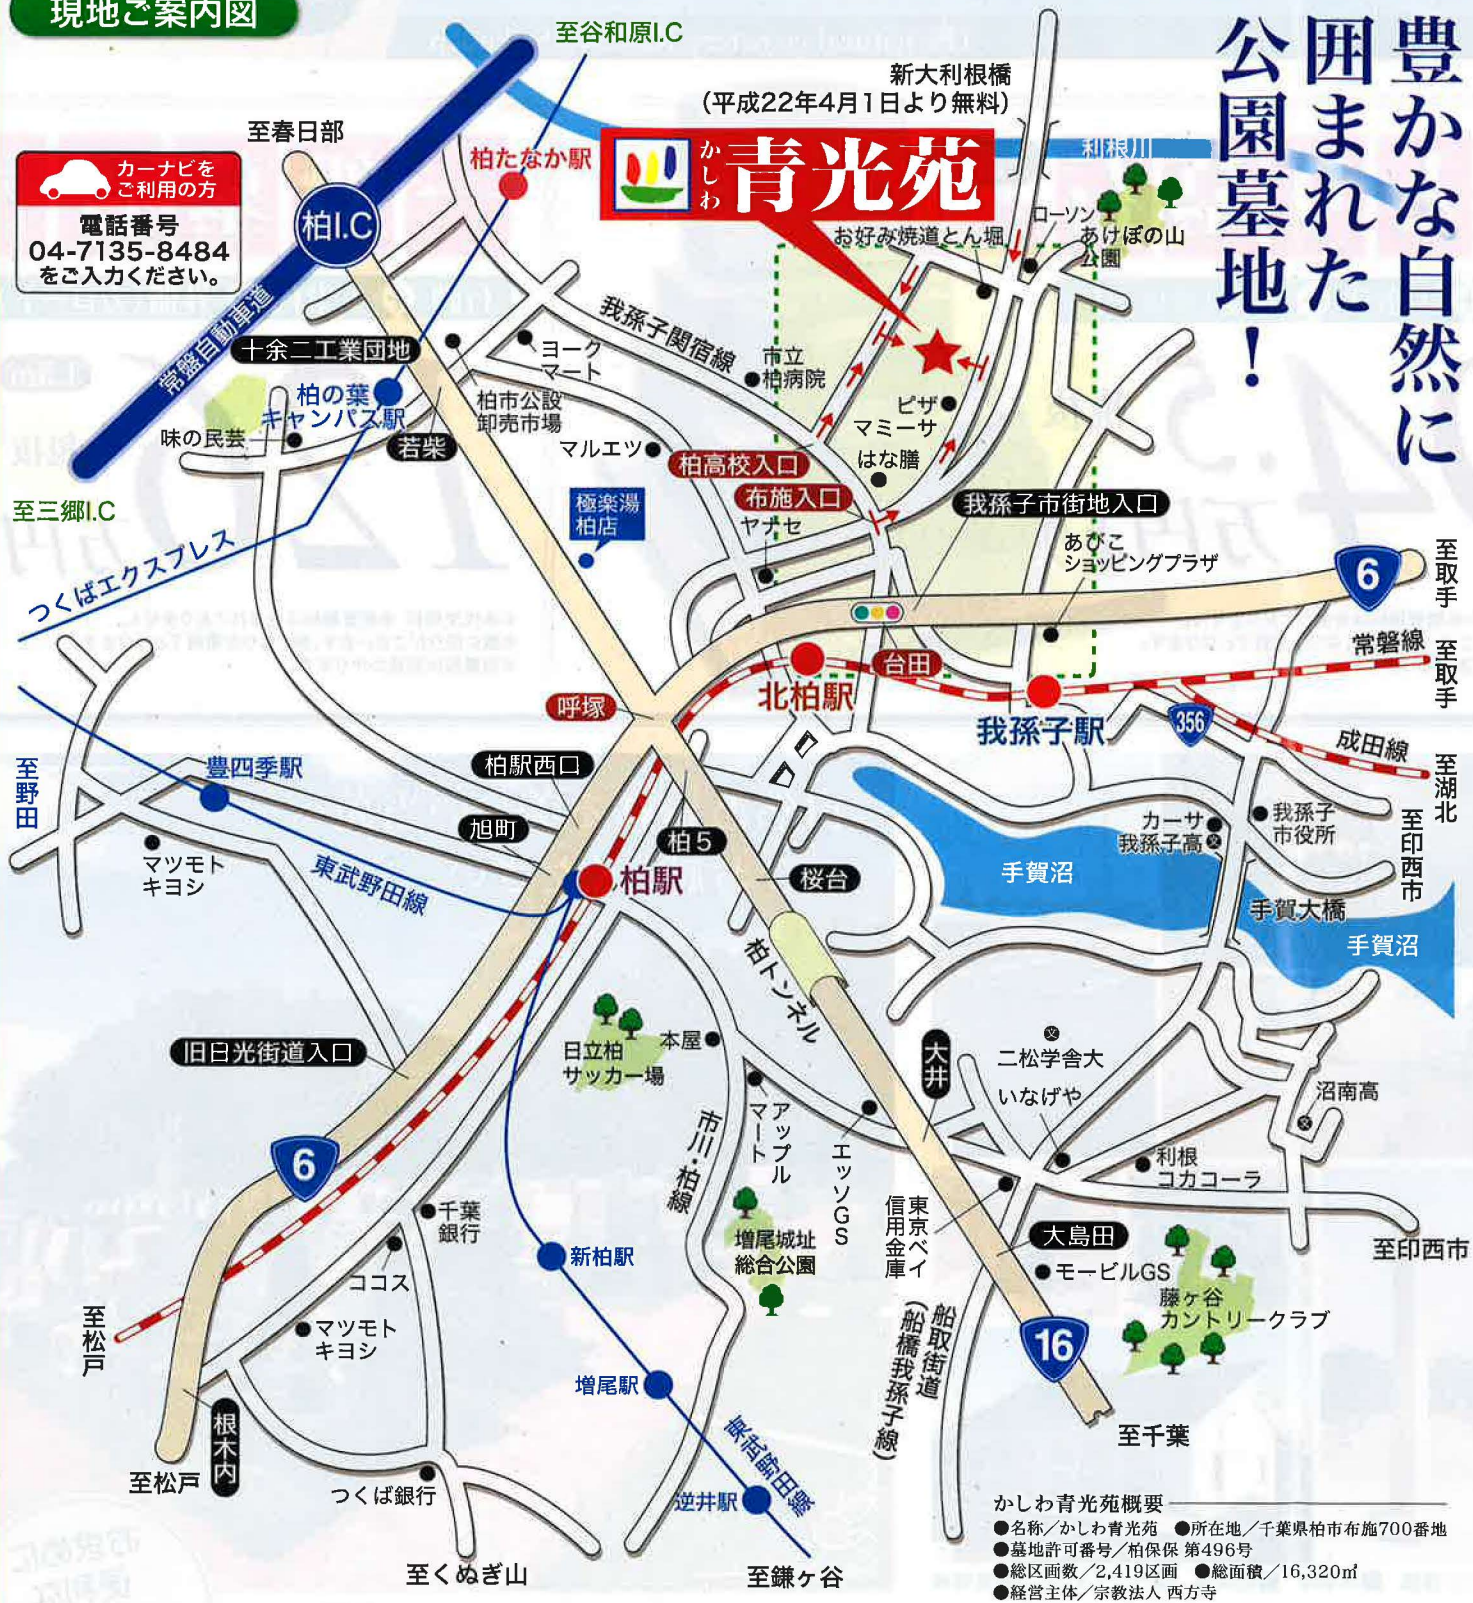 現地ご案内図
豊かな自然に
囲まれた
公園墓地！
至谷和原I.C
新大利根橋
(平成22年4月1日より無料)
利根川
至春日部
柏たなか駅
かしわ
青光苑
カーナビを
ご利用の方
電話番号
04-7135-8484
をご入力ください。
柏I.C
常盤自動車道
ローソン
お好み焼道とん堀
あけぼの山
公園
我孫子関宿線
十余二工業団地
ヨーク
マート
市立
柏病院
柏の葉
キャンパス駅
柏市公設
卸売市場
味の民芸
若柴
マルエツ
ピザ
マミーサ
柏高校入口
はな膳
布施入口
ヤナセ
我孫子市街地入口
至三郷I.C
極楽湯
柏店
つくばエクスプレス
あびこ
ショッピングプラザ
6
至取手
常磐線
至取手
台田
北柏駅
呼塚
我孫子駅
356
成田線
至湖北
至野田
豊四季駅
柏駅西口
旭町
柏5
桜台
マツモト
キヨシ
東武野田線
柏駅
カーサ
我孫子高
文
我孫子
市役所
至印西市
手賀沼
手賀大橋
手賀沼
柏トンネル
旧日光街道入口
日立柏
サッカー場
本屋
大井
文
二松学舎大
いなげや
沼南高
文
アップル
マート
市川・柏線
エッソGS
利根
コカコーラ
6
千葉
銀行
東京ベイ
信用金庫
大島田
至印西市
増尾城址
総合公園
新柏駅
ココス
モービルGS
藤ヶ谷
カントリークラブ
至松戸
マツモト
キヨシ
船取街道
(船橋我孫子線)
16
増尾駅
根木内
至千葉
東武野田線
至松戸
つくば銀行
逆井駅
至くぬぎ山
至鎌ヶ谷
かしわ青光苑概要
●名称／かしわ青光苑 ●所在地／千葉県柏市布施700番地
●墓地許可番号／柏保保 第496号
●総区画数／2,419区画 ●総面積／16,320㎡
●経営主体／宗教法人 西方寺